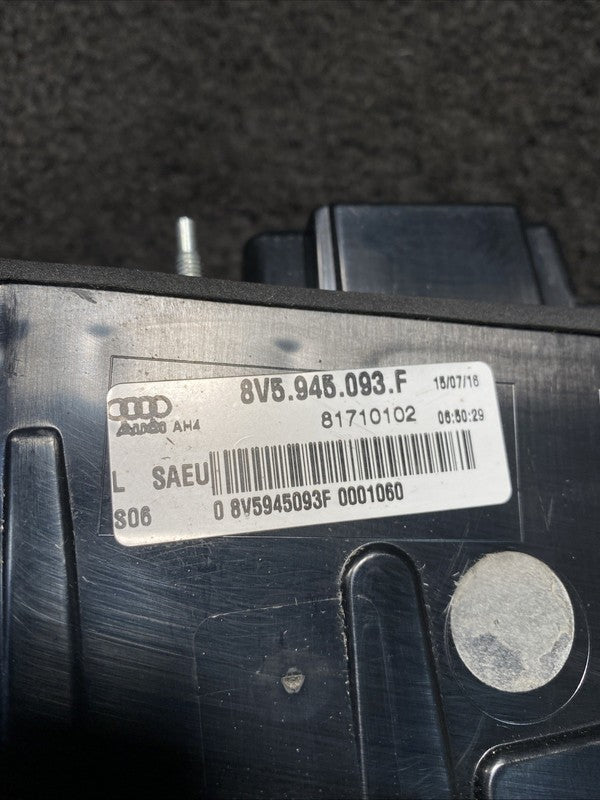 8V5.945.093.F 15/07/16
Audi AH4 81710102 06:50:29
L SAEU
S06 0 8V5945093F 0001060